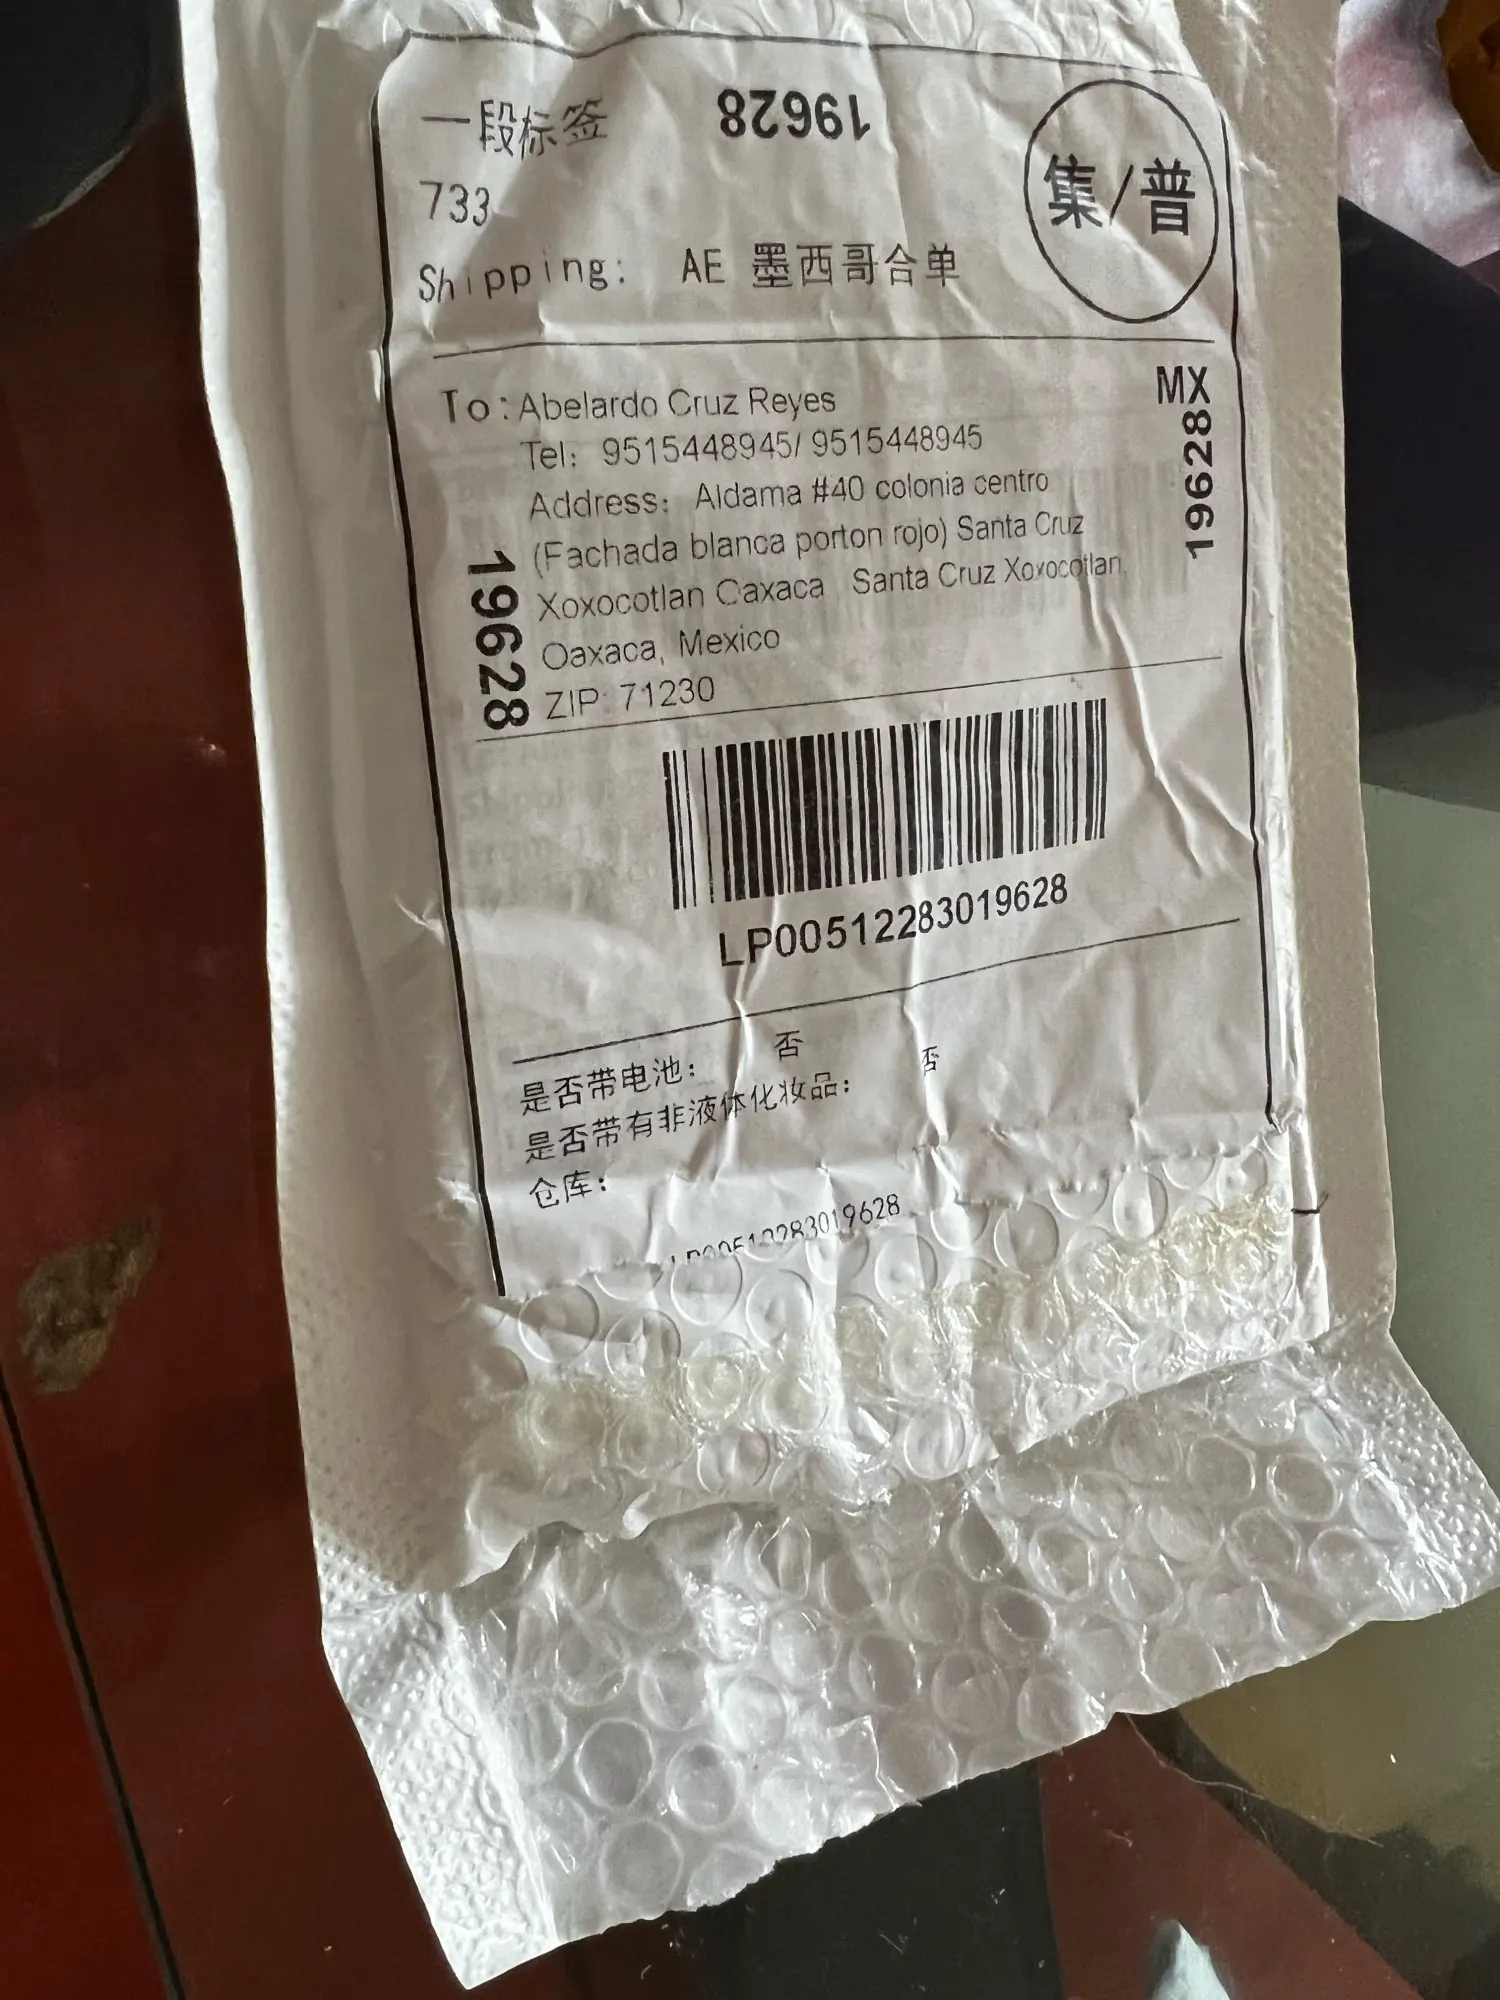 一段标签
19628
集/普
733
Shipping: AE 墨西哥合单
To: Abelardo Cruz Reyes
MX
Tel: 9515448945/ 9515448945
19628
Address: Aldama #40 colonia centro
(Fachada blanca porton rojo) Santa Cruz
Xoxocotlan Oaxaca Santa Cruz Xoxocotlan,
Oaxaca, Mexico
19628
ZIP: 71230
LP00512283019628
是否带电池： 否
是否带有非液体化妆品： 否
仓库：
LP00512283019628